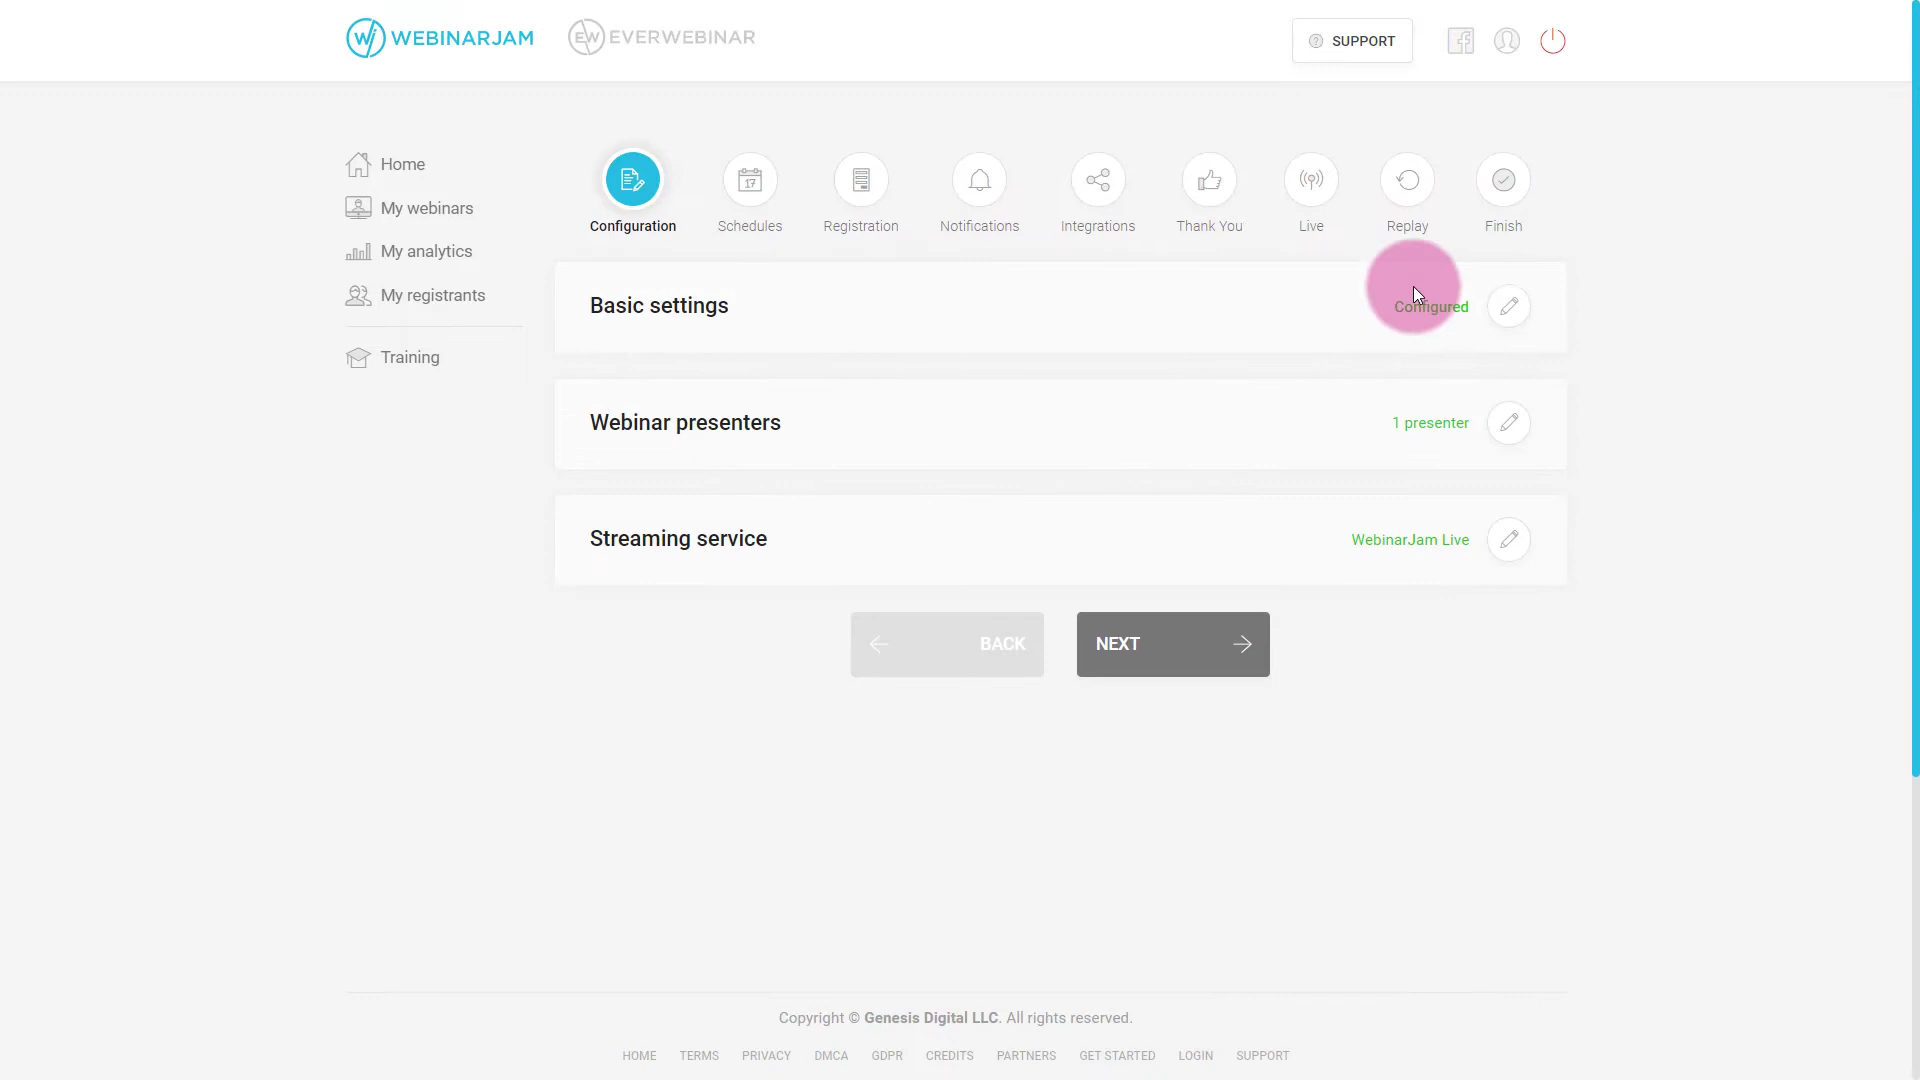 WEBINARJAM
EVERWEBINAR
SUPPORT
Home
My webinars
My analytics
My registrants
Training
17
Configuration
Schedules
Registration
Notifications
Integrations
Thank You
Live
Replay
Finish
Basic settings
Configured
Webinar presenters
1 presenter
Streaming service
WebinarJam Live
BACK
NEXT
Copyright © Genesis Digital LLC. All rights reserved.
HOME TERMS PRIVACY DMCA GDPR CREDITS PARTNERS GET STARTED LOGIN SUPPORT